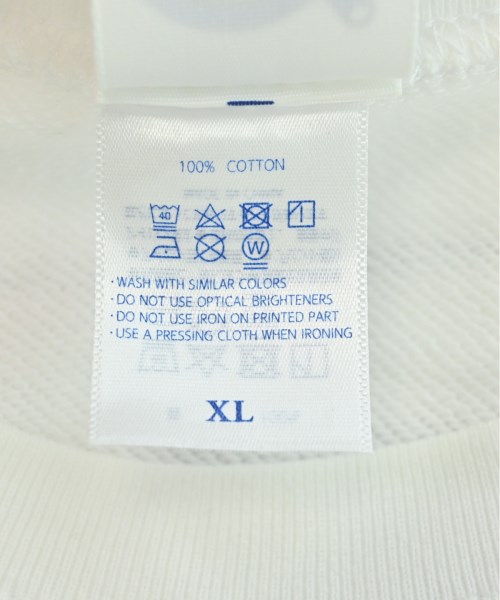 100% COTTON
40
W
· WASH WITH SIMILAR COLORS
· DO NOT USE OPTICAL BRIGHTENERS
· DO NOT USE IRON ON PRINTED PART
· USE A PRESSING CLOTH WHEN IRONING
XL